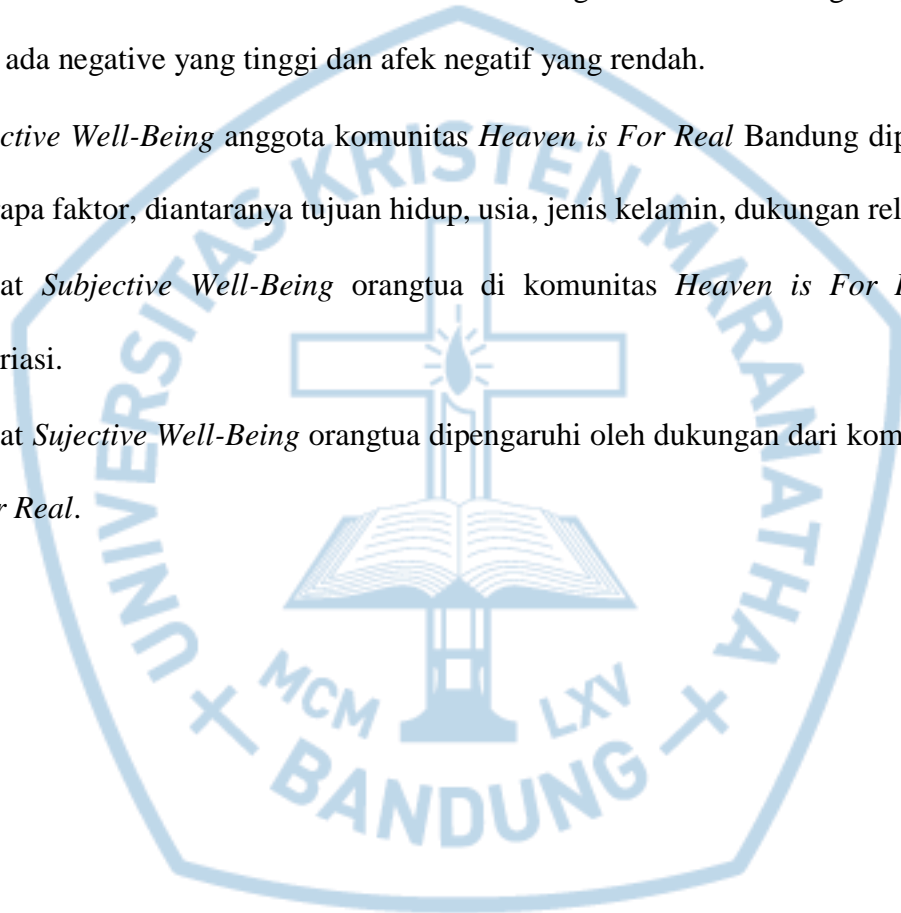 ada negative yang tinggi dan afek negatif yang rendah.
ctive Well-Being anggota komunitas Heaven is For Real Bandung dip
apa faktor, diantaranya tujuan hidup, usia, jenis kelamin, dukungan rel
at Subjective Well-Being orangtua di komunitas Heaven is For
riasi.
at Sujective Well-Being orangtua dipengaruhi oleh dukungan dari kom
r Real.
UNIVERSITAS KRISTEN MARANATHA
MCM LXV
BANDUNG